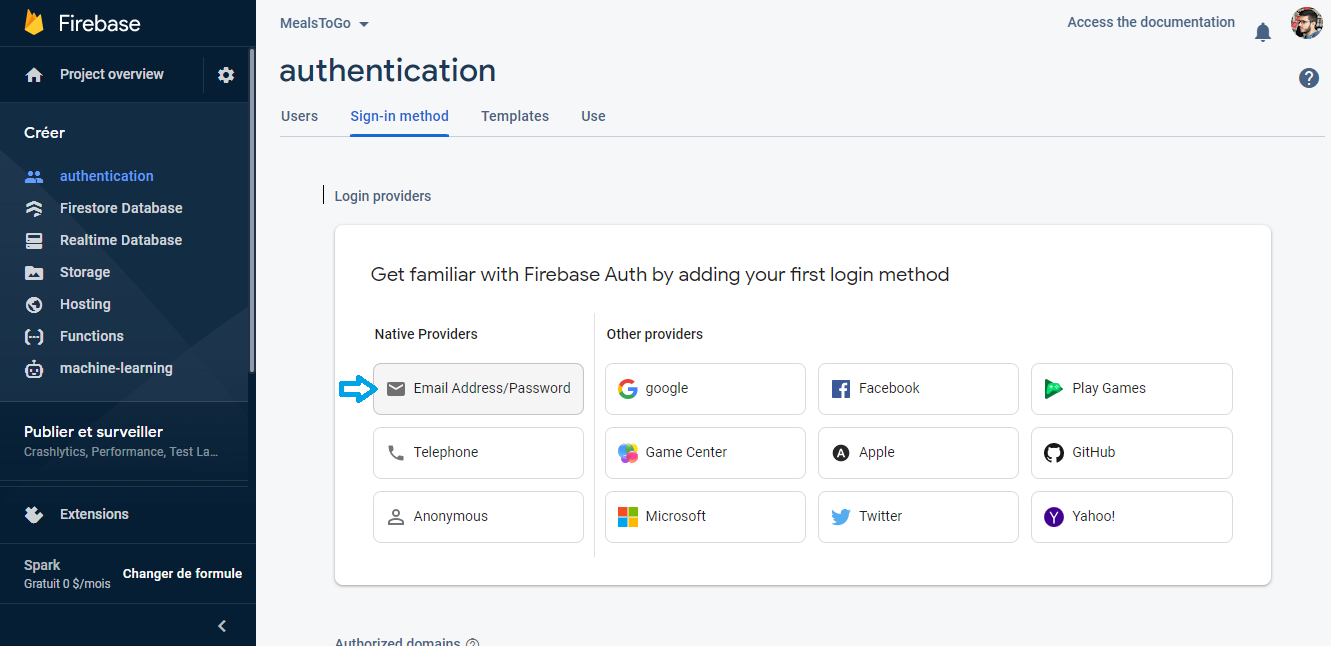 Firebase
Project overview
Créer
authentication
Firestore Database
Realtime Database
Storage
Hosting
Functions
machine-learning
Publier et surveiller
Crashlytics, Performance, Test La...
Extensions
Spark
Gratuit 0 $/mois
Changer de formule
MealsToGo
Access the documentation
authentication
?
Users Sign-in method Templates Use
Login providers
Get familiar with Firebase Auth by adding your first login method
Native Providers
Email Address/Password
Telephone
Anonymous
Other providers
google Facebook Play Games
Game Center Apple GitHub
Microsoft Twitter Yahoo!
Authorized domains ?